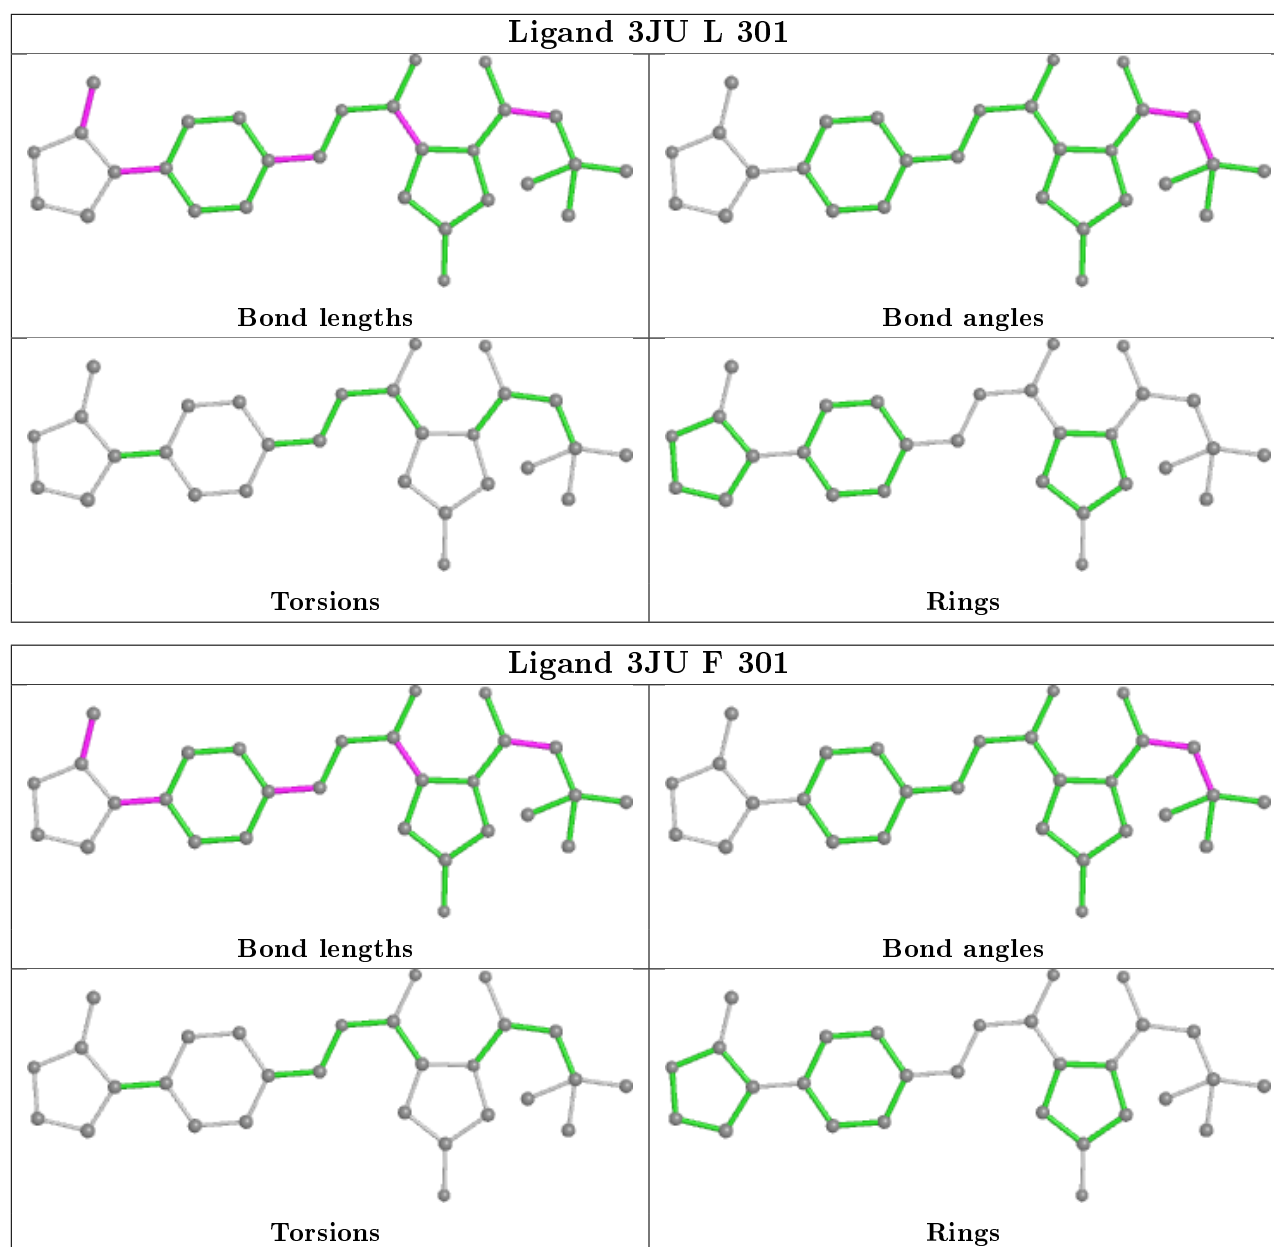 Ligand 3JU L 301
Bond lengths
Bond angles
Torsions
Rings
Ligand 3JU F 301
Bond lengths
Bond angles
Torsions
Rings